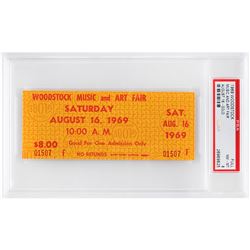 WOODSTOCK MUSIC and ART FAIR
SATURDAY
AUGUST 16, 1969
10:00 A. M.
$8.00
Good For One Admission Only
01507 F
NO REFUNDS
SAT.
AUG. 16
1969
01507 F